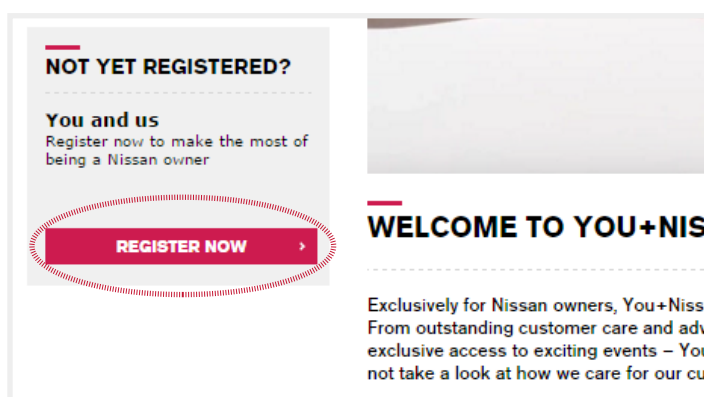 NOT YET REGISTERED?
You and us
Register now to make the most of
being a Nissan owner
REGISTER NOW ›
WELCOME TO YOU+NIS
Exclusively for Nissan owners, You+Niss
From outstanding customer care and adv
exclusive access to exciting events – You
not take a look at how we care for our cu